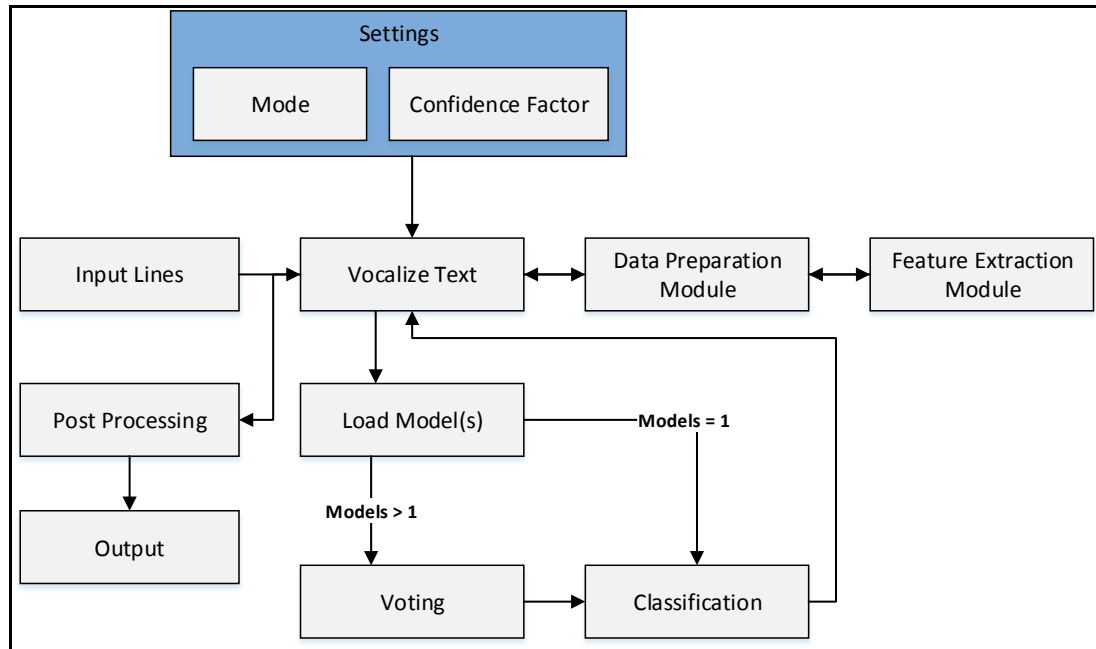 Settings
Mode
Confidence Factor
Input Lines
Vocalize Text
Data Preparation
Module
Feature Extraction
Module
Post Processing
Load Model(s)
Models = 1
Models > 1
Output
Voting
Classification